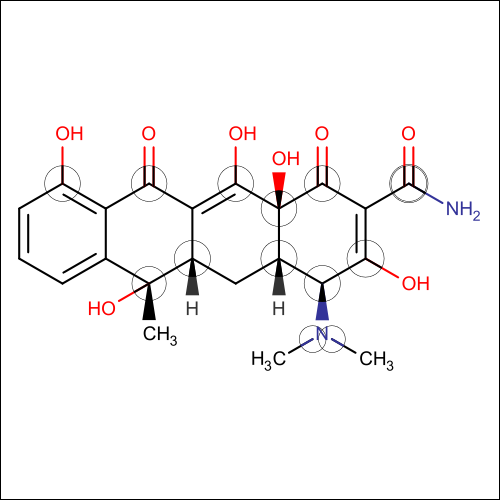 OH O OH O O
OH
NH₂
OH
H H
HO
CH₃
N
H₃C CH₃